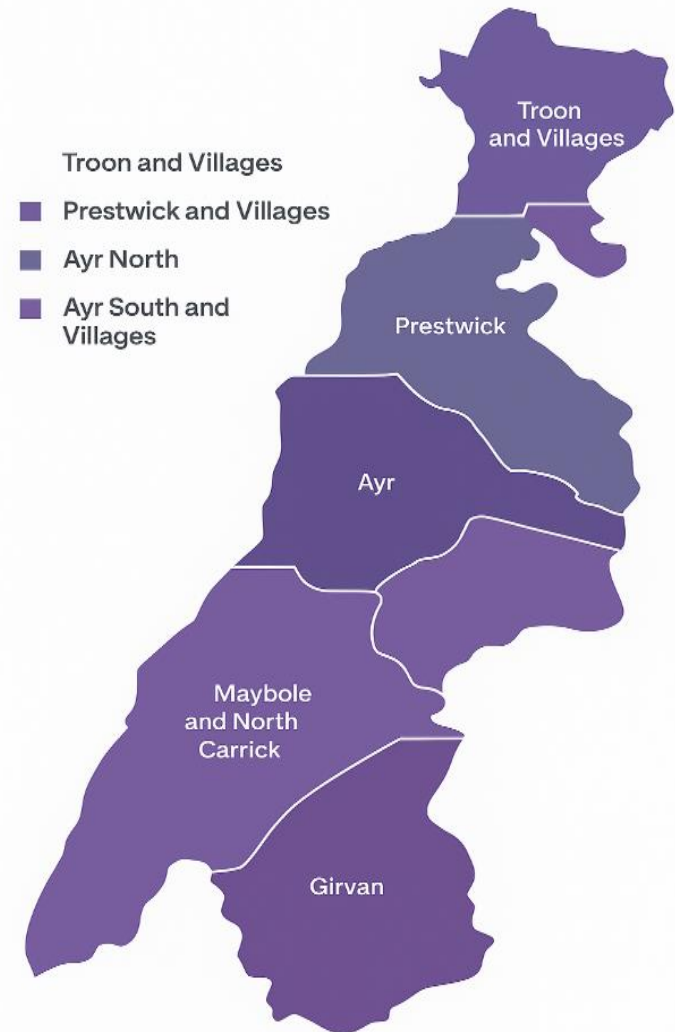 Troon and Villages
Prestwick and Villages
Ayr North
Ayr South and
Villages
Troon
and Villages
Prestwick
Ayr
Maybole
and North
Carrick
Girvan